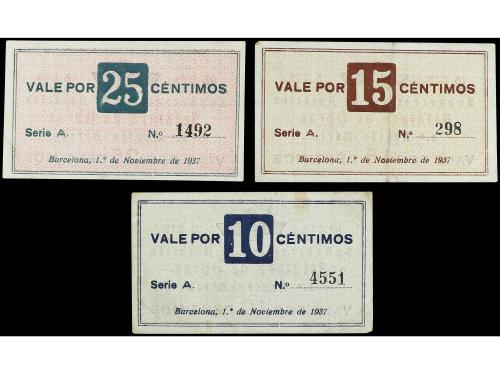 VALE POR 25 CÉNTIMOS
Serie A. N.º 1492
Barcelona, 1.º de Noviembre de 1937
VALE POR 15 CÉNTIMOS
Serie A. N.º 298
Barcelona, 1.º de Noviembre de 1937
VALE POR 10 CÉNTIMOS
Serie A. N.º 4551
Barcelona, 1.º de Noviembre de 1937